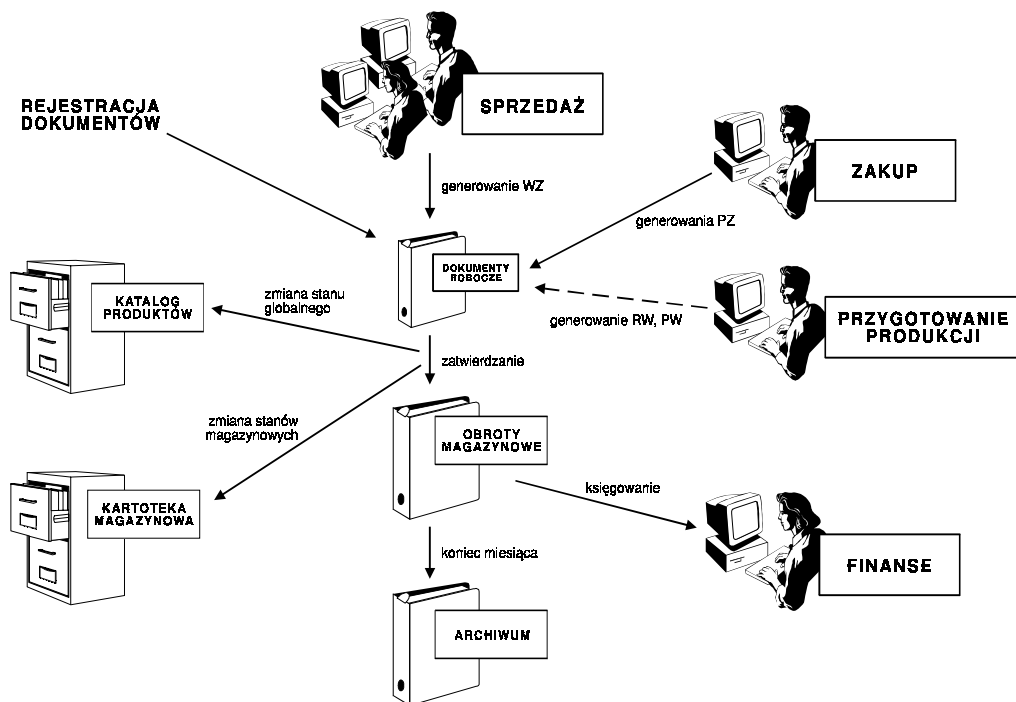 SPRZEDAŻ
REJESTRACJA
DOKUMENTÓW
ZAKUP
generowanie WZ
generowania PZ
DOKUMENTY
ROBOCZE
KATALOG
PRODUKTÓW
zmiana stanu
globalnego
generowanie RW, PW
PRZYGOTOWANIE
PRODUKCJI
zatwierdzanie
zmiana stanów
magazynowych
OBROTY
MAGAZYNOWE
KARTOTEKA
MAGAZYNOWA
księgowanie
koniec miesiąca
FINANSE
ARCHIWUM